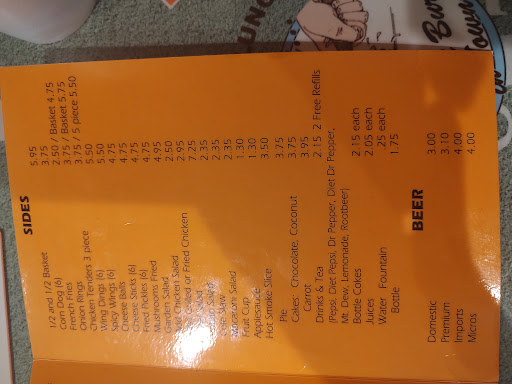 SIDES
1/2 and 1/2 Basket 5.95
Corn Dog (6) 3.75
French Fries 2.50 / Basket 4.75
Onion Rings 3.75 / Basket 5.75
Chicken Tenders 3 piece 3.75 / 5 piece 5.50
Wing Dings (6) 5.50
Spicy Wings (6) 5.50
Cheese Balls 4.75
Cheese Sticks (6) 4.75
Fried Pickles (6) 4.75
Mushrooms Fried 4.75
Garden Salad 4.95
Chicken Salad 2.50
Grilled or Fried Chicken 2.95
Salad 7.25
Salad 2.35
Slaw 2.35
Macaroni Salad 2.35
Fruit Cup 1.30
Applesauce 1.30
Hot Smoke Slice 3.50
Pie 3.75
Cakes Chocolate, Coconut 3.75
Carrot 3.95
Drinks & Tea 2.15 2 Free Refills
(Pepsi, Diet Pepsi, Dr Pepper, Diet Dr Pepper,
Mt. Dew, Lemonade, Rootbeer)
Bottle Cokes 2.15 each
Juices 2.05 each
Water Fountain .25 each
Bottle 1.75
BEER
Domestic 3.00
Premium 3.10
Imports 4.00
Micros 4.00